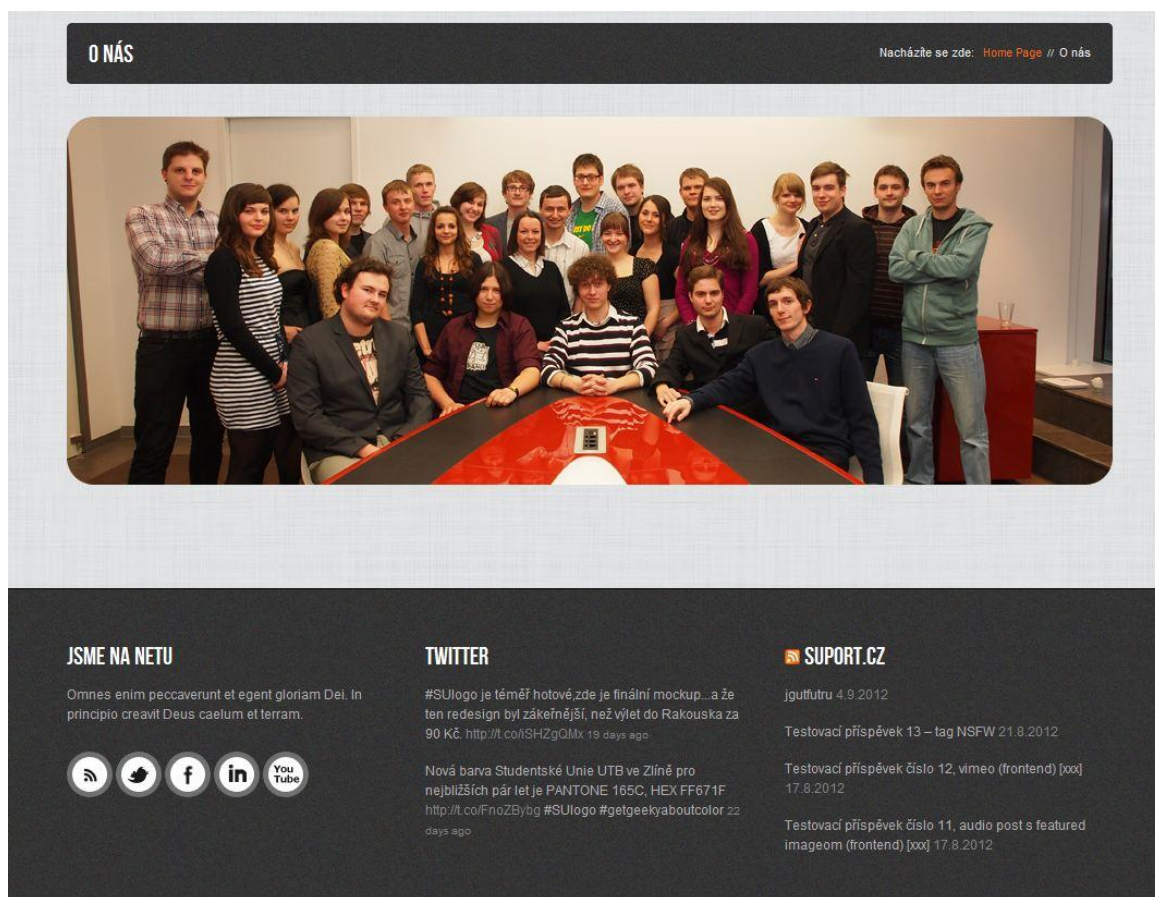 O NÁS
Nacházíte se zde: Home Page // O nás
JUST DO
JSME NA NETU
Omnes enim peccaverunt et egent gloriam Dei. In
principio creavit Deus caelum et terram.
You
Tube
TWITTER
#SUlogo je téměř hotové,zde je finální mockup...a že
ten redesign byl zákeřnější, než výlet do Rakouska za
90 Kč. http://t.co/iSHZgQMx 19 days ago
Nová barva Studentské Unie UTB ve Zlíně pro
nejbližších pár let je PANTONE 165C, HEX FF671F
http://t.co/FnoZBybg #SUlogo #getgeekyaboutcolor 22
days ago
SUPORT.CZ
jgutfutru 4.9.2012
Testovací příspěvek 13 – tag NSFW 21.8.2012
Testovací příspěvek číslo 12, vimeo (frontend) [xxx]
17.8.2012
Testovací příspěvek číslo 11, audio post s featured
imageom (frontend) [xxx] 17.8.2012